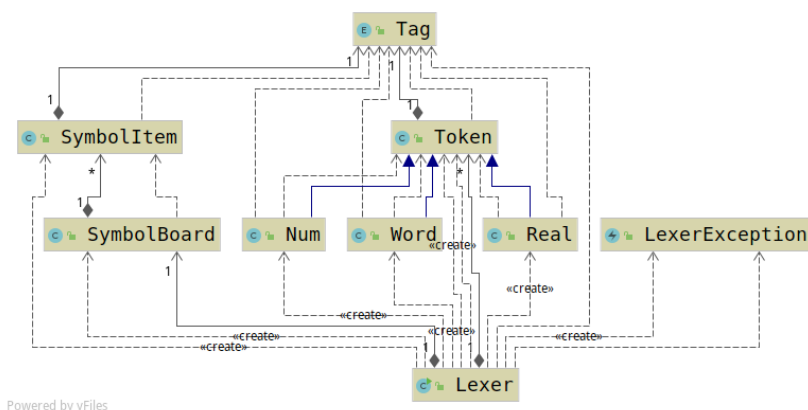 E Tag
1
1
1
1
C SymbolItem
C Token
*
*
1
C SymbolBoard
C Num
C Word
C Real
LexerException
«create»
1
«create»
«create»
«create»
«create»
«create»
«create»
1
1
C Lexer
Powered by yFiles